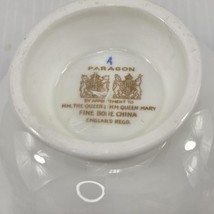 4
PARAGON
BY APPOINTMENT TO
H.M. THE QUEEN & H.M. QUEEN MARY
FINE BONE CHINA
ENGLAND REGD.